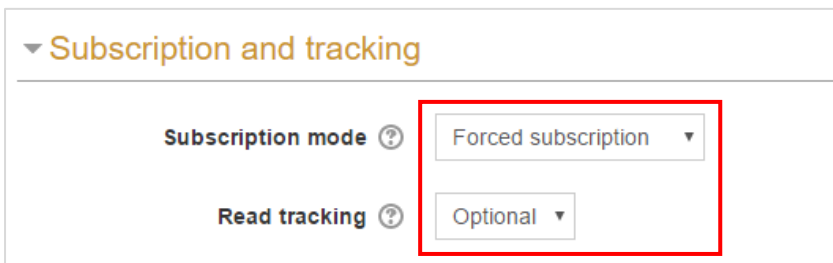 Subscription and tracking
Subscription mode Forced subscription
Read tracking Optional